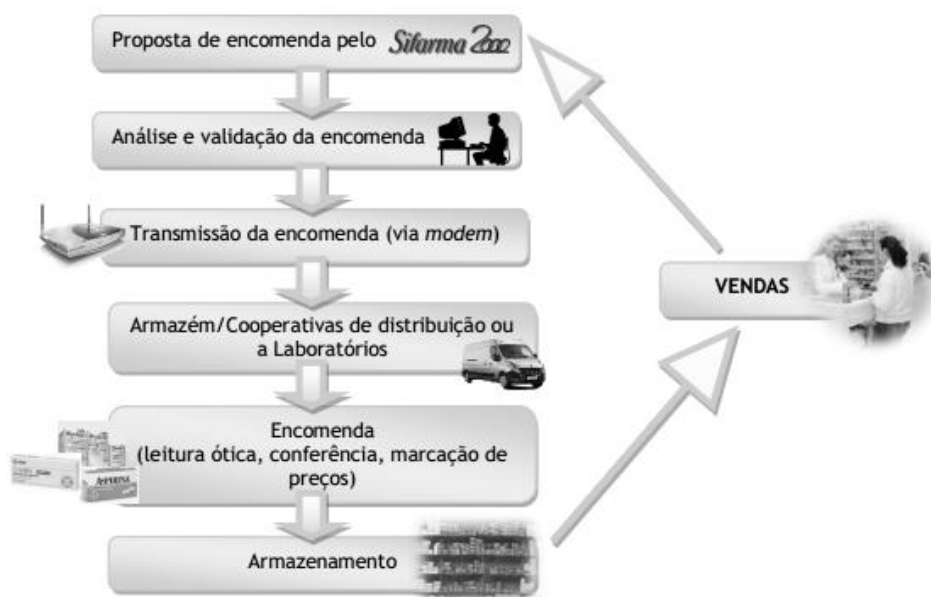 Proposta de encomenda pelo Sifarma 2000
Análise e validação da encomenda
Transmissão da encomenda (via modem)
Armazém/Cooperativas de distribuição ou
a Laboratórios
Encomenda
(leitura ótica, conferência, marcação de
preços)
ASPIRINA
Armazenamento
VENDAS